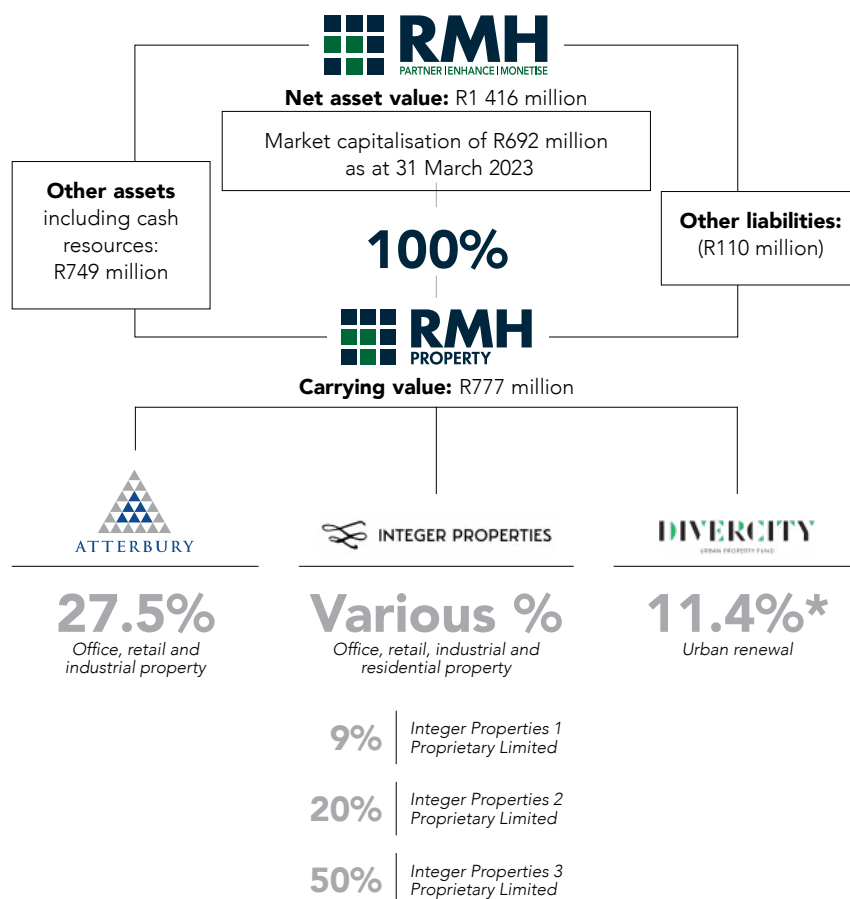 RMH
PARTNER | ENHANCE | MONETISE
Net asset value: R1 416 million
Market capitalisation of R692 million
as at 31 March 2023
Other assets
including cash
resources:
R749 million
100%
Other liabilities:
(R110 million)
RMH
PROPERTY
Carrying value: R777 million
ATTERBURY
27.5%
Office, retail and
industrial property
INTEGER PROPERTIES
Various %
Office, retail, industrial and
residential property
DIVERCITY
URBAN PROPERTY FUND
11.4%*
Urban renewal
9%
Integer Properties 1
Proprietary Limited
20%
Integer Properties 2
Proprietary Limited
50%
Integer Properties 3
Proprietary Limited